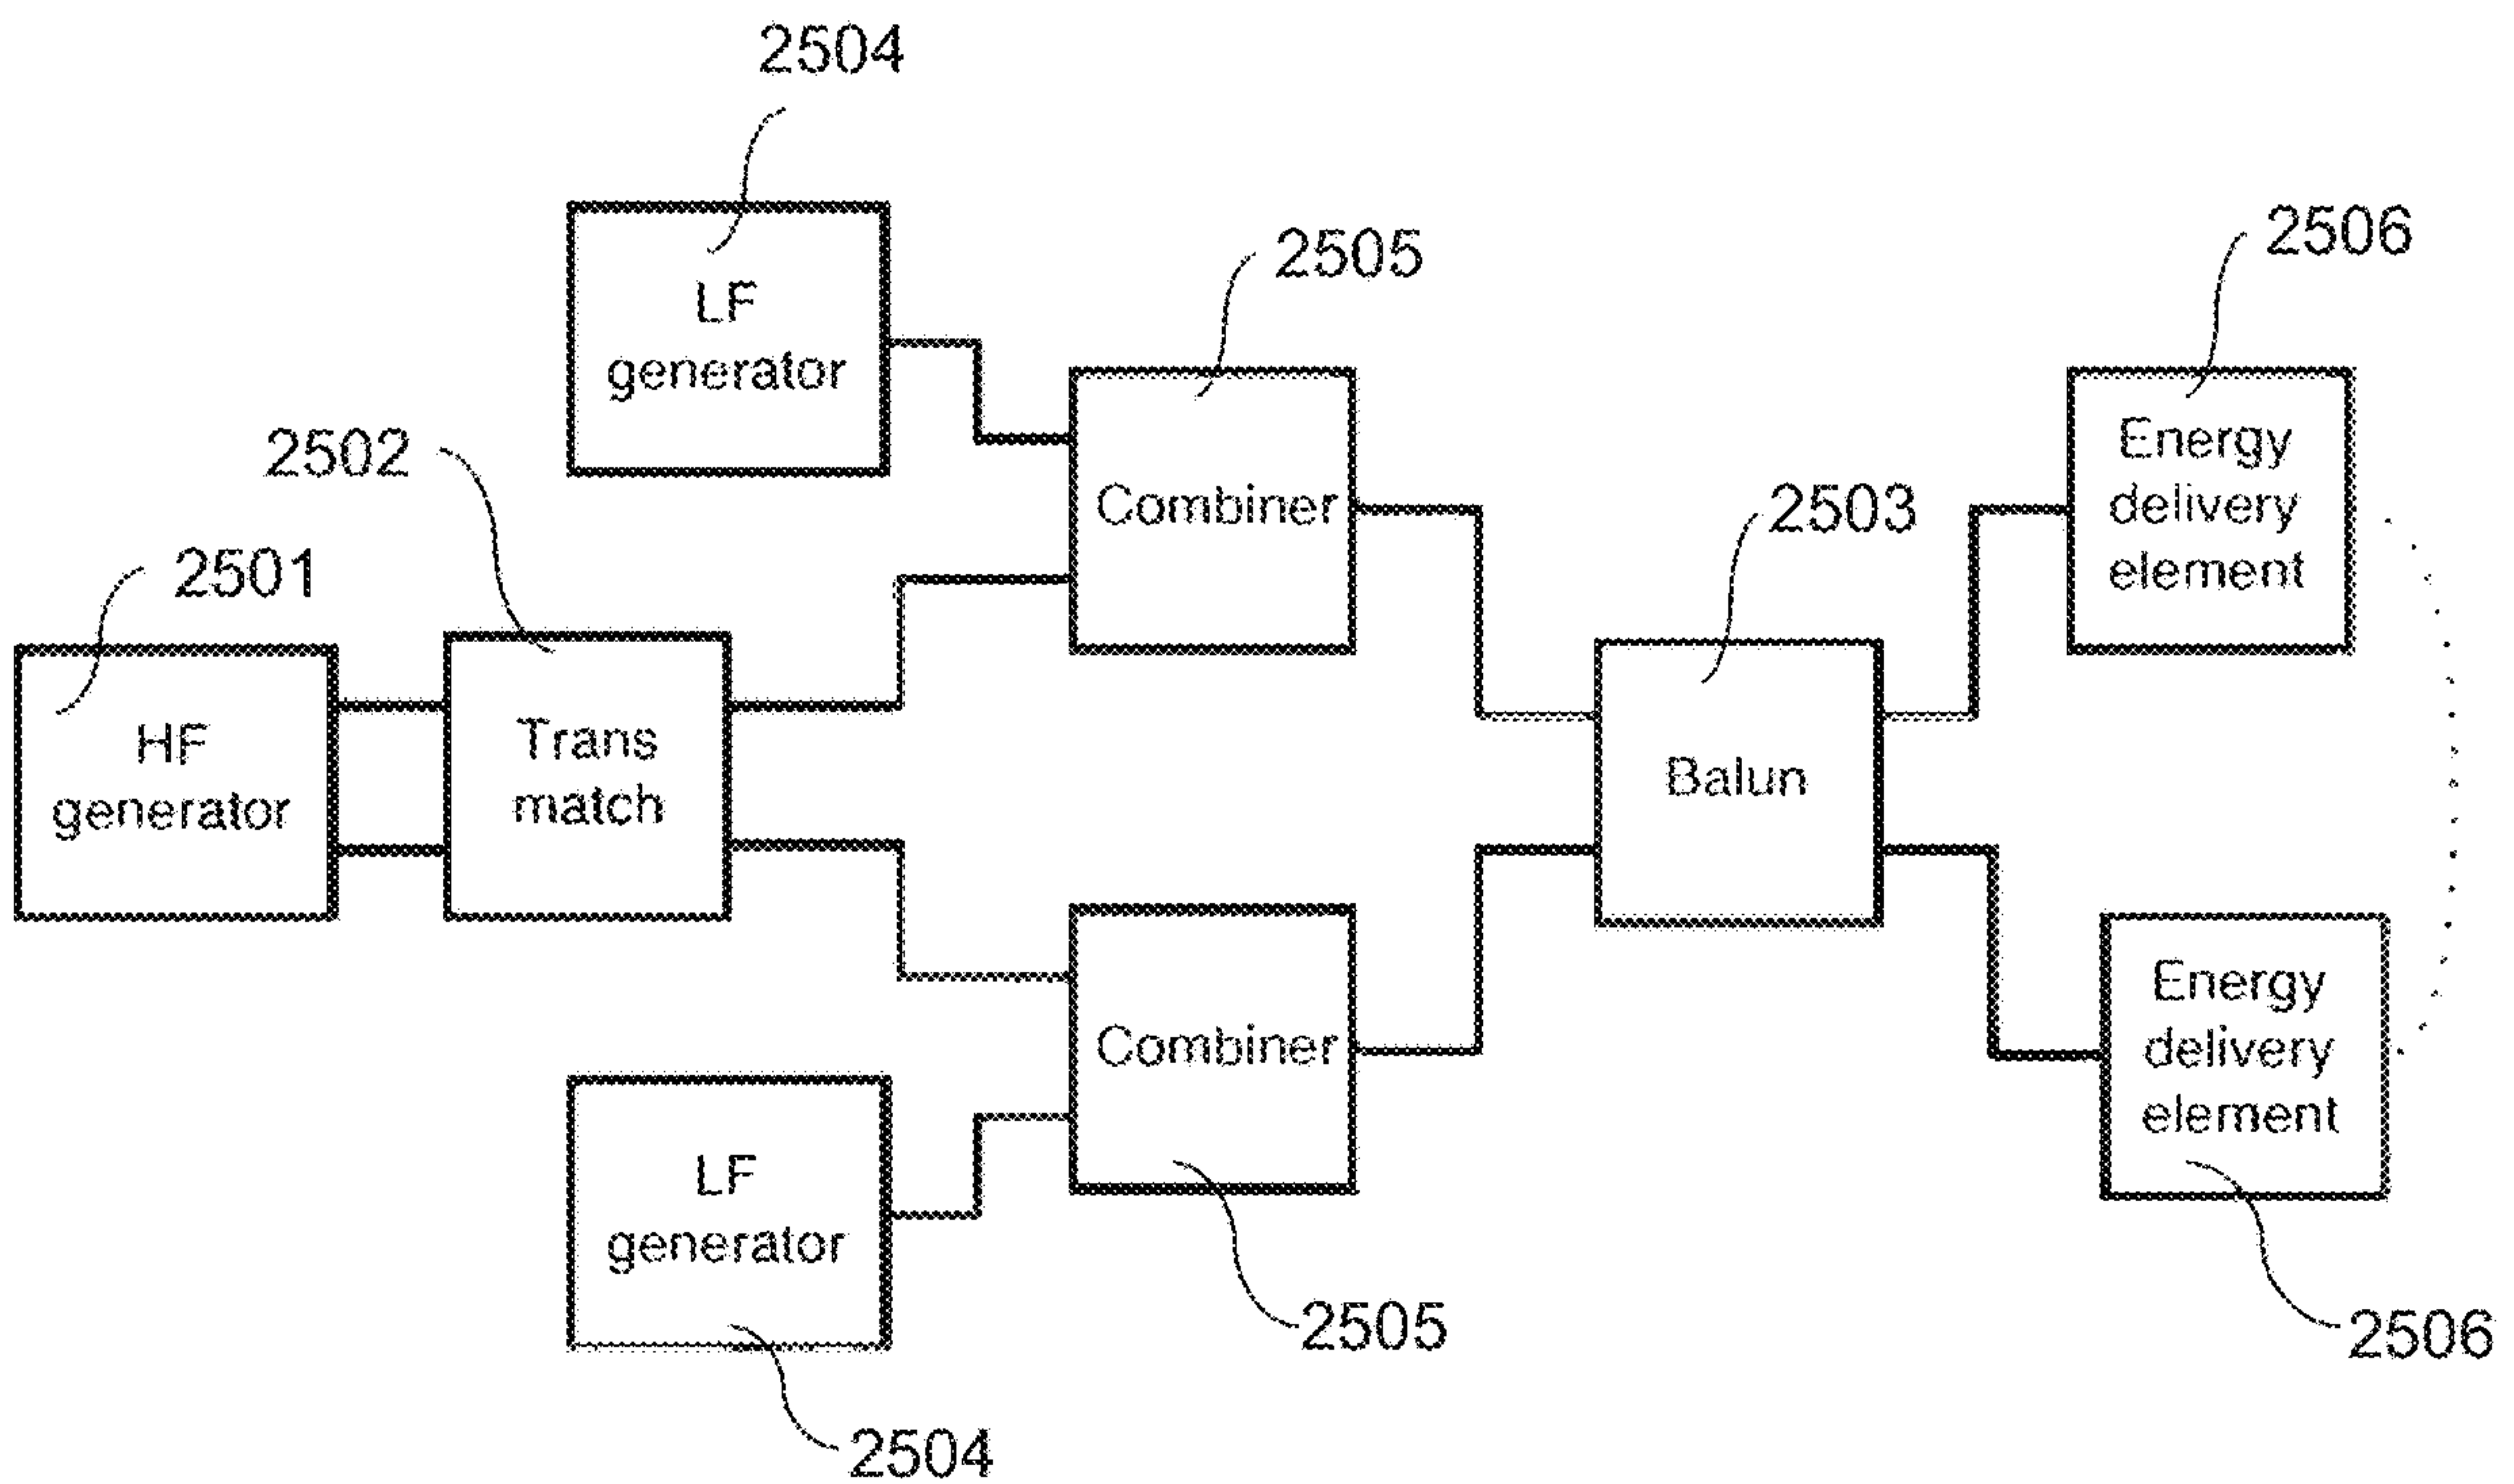 2504
LF
generator
2505
Combiner
2506
Energy
delivery
element
2502
2501
HF
generator
Trans
match
2503
Balun
Combiner
2505
Energy
delivery
element
2506
LF
generator
2504